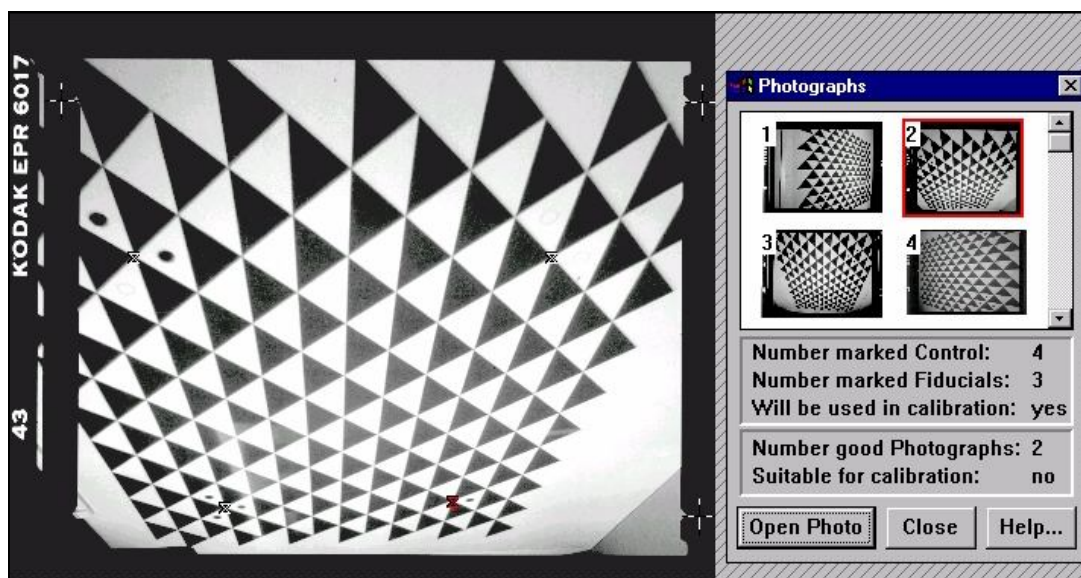 KODAK EPR 6017
43
Photographs
1
2
3
4
Number marked Control: 4
Number marked Fiducials: 3
Will be used in calibration: yes
Number good Photographs: 2
Suitable for calibration: no
Open Photo
Close
Help...